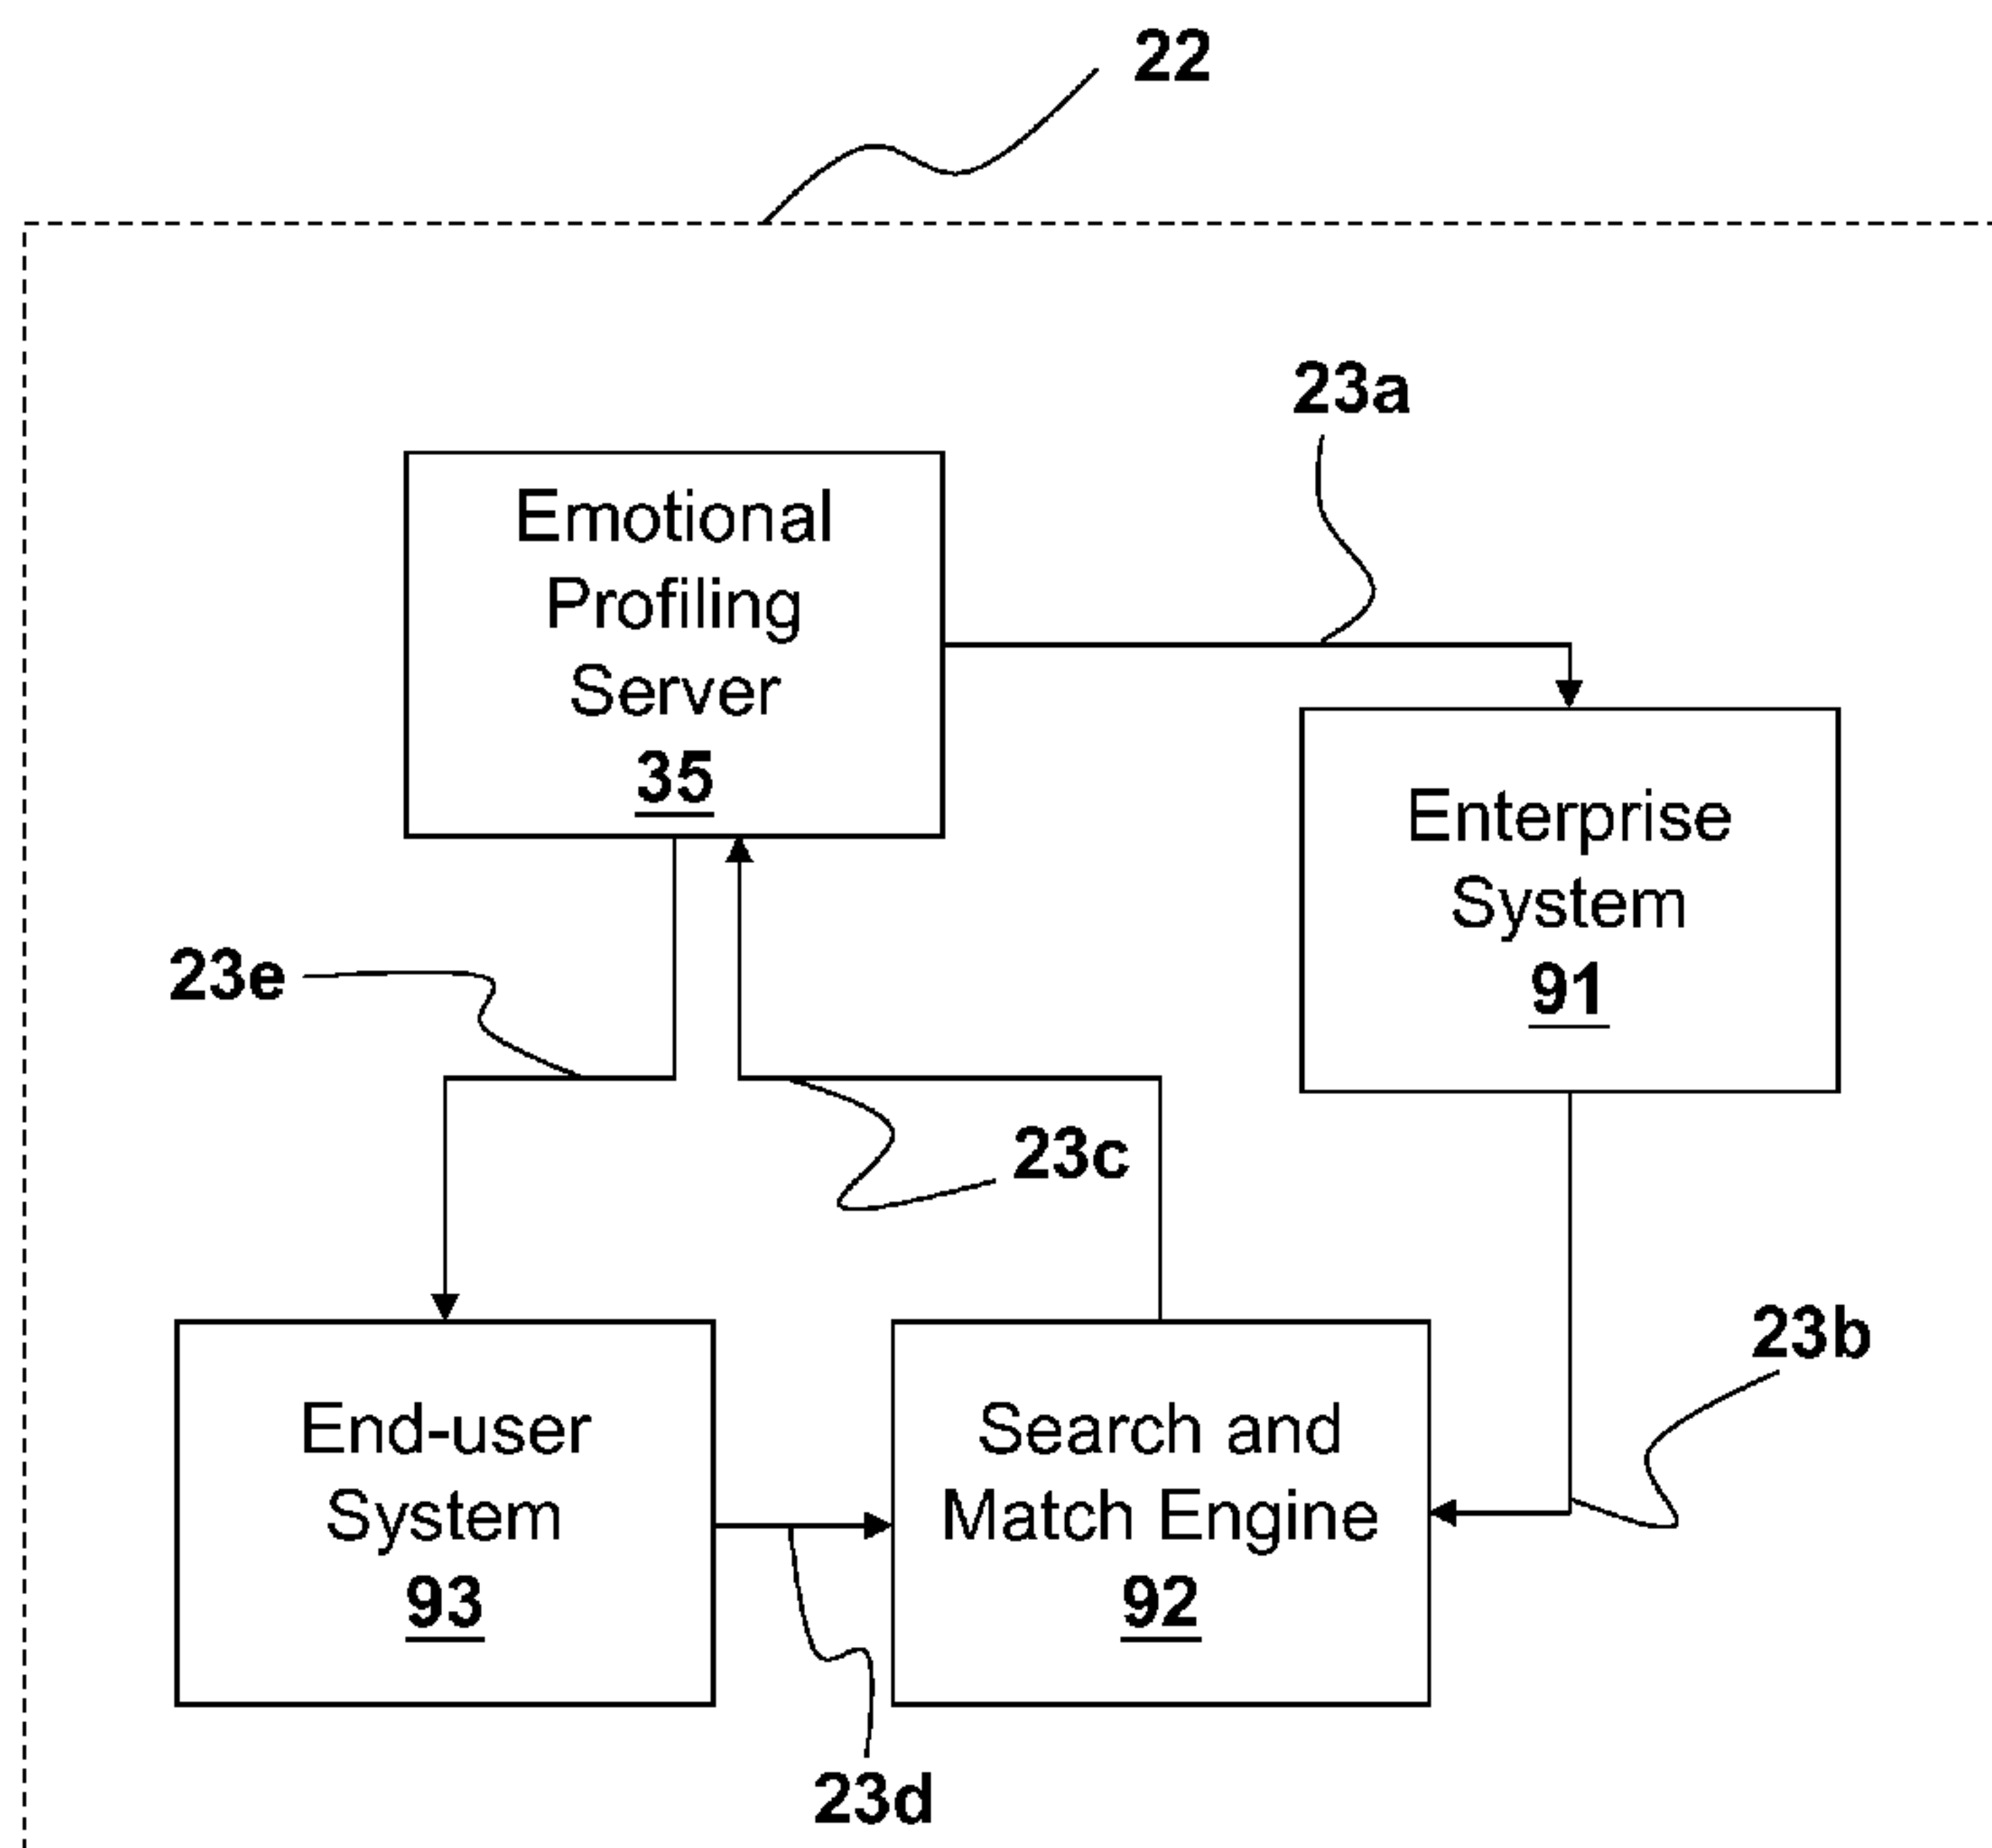 22
23a
Emotional
Profiling
Server
35
Enterprise
System
91
23e
23c
23b
End-user
System
93
Search and
Match Engine
92
23d